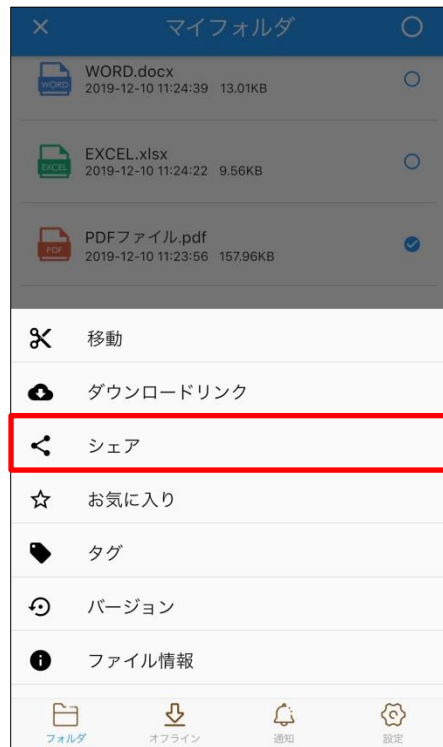 マイフォルダ
WORD
WORD.docx
2019-12-10 11:24:39 13.01KB
EXCEL
EXCEL.xlsx
2019-12-10 11:24:22 9.56KB
PDF
PDFファイル.pdf
2019-12-10 11:23:56 157.96KB
移動
ダウンロードリンク
シェア
お気に入り
タグ
バージョン
ファイル情報
フォルダ オフライン 通知 設定